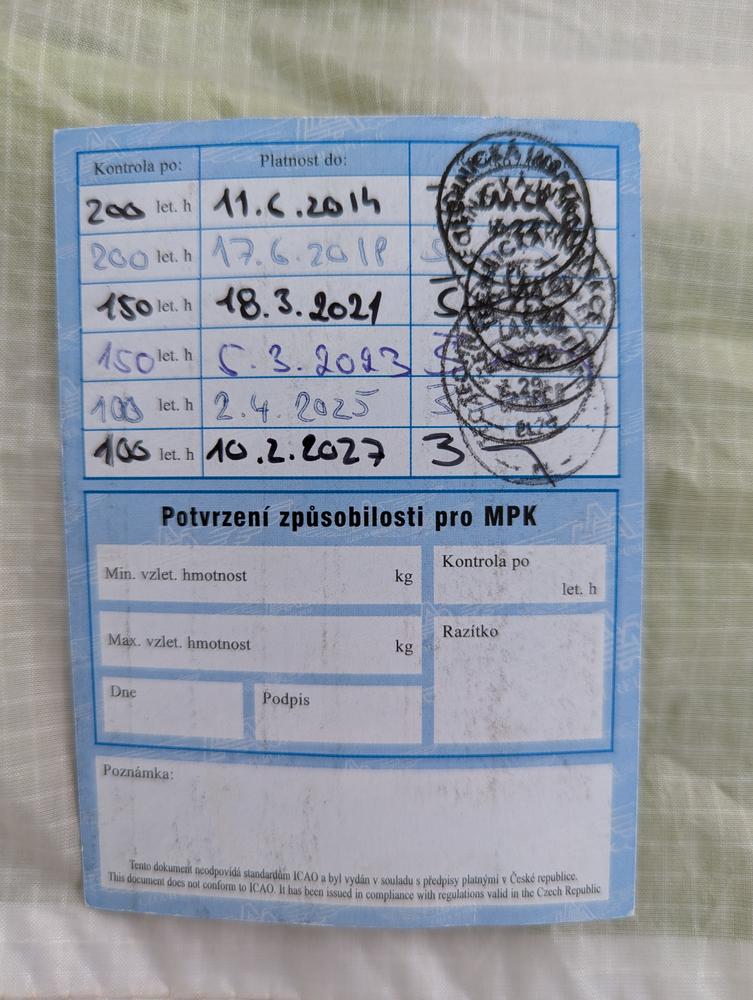 Kontrola po: Platnost do:
200 let. h 11.6.2014
200 let. h 17.6.2018
150 let. h 18.3.2021
150 let. h 5.3.2023
100 let. h 2.4.2025
100 let. h 10.2.2027
Potvrzení způsobilosti pro MPK
Min. vzlet. hmotnost kg
Kontrola po
let. h
Max. vzlet. hmotnost kg
Razítko
Dne
Podpis
Poznámka:
Tento dokument neodpovídá standardům ICAO a byl vydán v souladu s předpisy platnými v České republice.
This document does not conform to ICAO. It has been issued in compliance with regulations valid in the Czech Republic